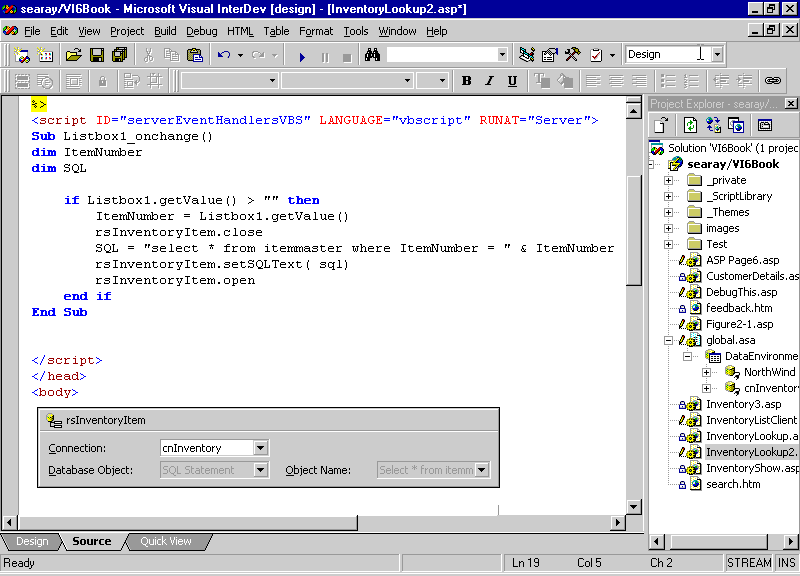 searay/VI6Book - Microsoft Visual InterDev [design] - [InventoryLookup2.asp*]
File Edit View Project Build Debug HTML Table Format Tools Window Help
Design
B I U
%>
<script ID="serverEventHandlersVBS" LANGUAGE="vbscript" RUNAT="Server">
Sub Listbox1_onchange()
dim ItemNumber
dim SQL
if Listbox1.getValue() > "" then
ItemNumber = Listbox1.getValue()
rsInventoryItem.close
SQL = "select * from itemmaster where ItemNumber = " & ItemNumber
rsInventoryItem.setSQLText( sql)
rsInventoryItem.open
end if
End Sub
</script>
</head>
<body>
rsInventoryItem
Connection: cnInventory
Database Object: SQL Statement Object Name: Select * from itemm
Design Source Quick View
Project Explorer - searay/...
Solution 'VI6Book' (1 projec
searay/VI6Book
_private
_ScriptLibrary
_Themes
images
Test
ASP Page6.asp
CustomerDetails.as
DebugThis.asp
feedback.htm
Figure2-1.asp
global.asa
DataEnvironme
NorthWind
cnInventory
Inventory3.asp
InventoryListClient
InventoryLookup.a
InventoryLookup2.
InventoryShow.asp
search.htm
Ready Ln 19 Col 5 Ch 2 STREAM INS